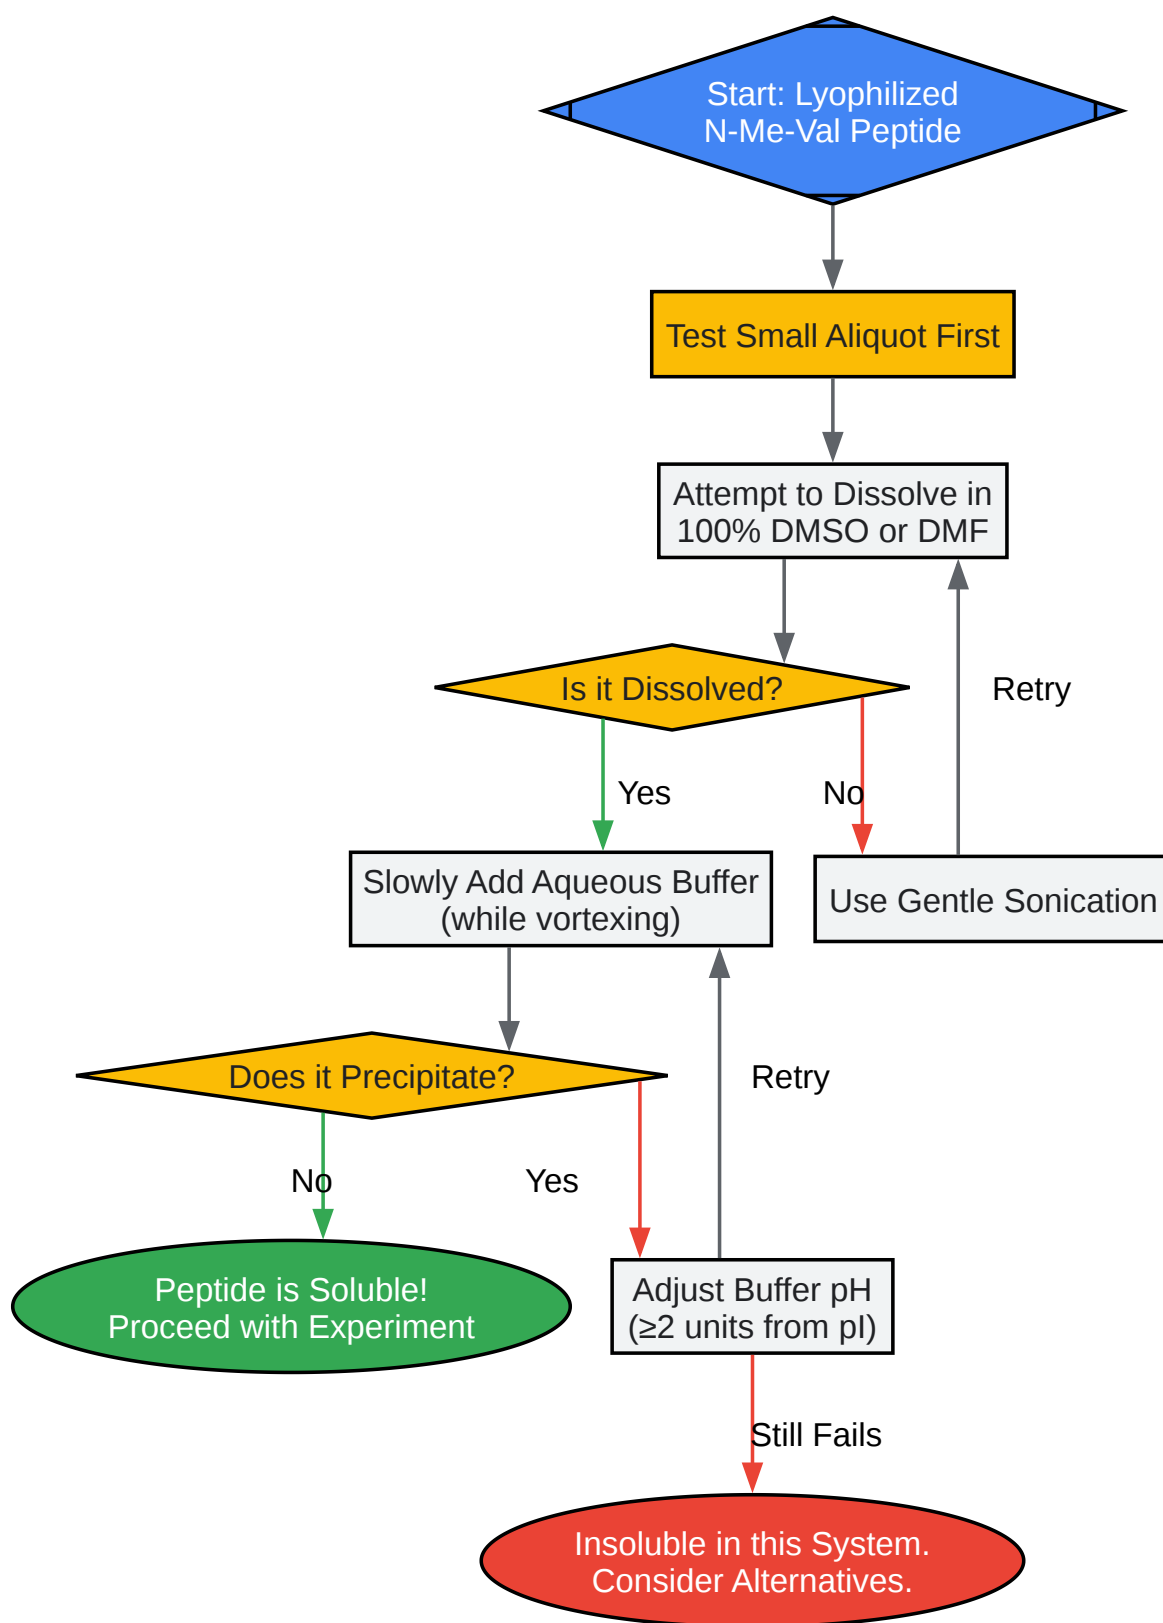 Start: Lyophilized
N-Me-Val Peptide
Test Small Aliquot First
Attempt to Dissolve in
100% DMSO or DMF
Is it Dissolved?
Retry
Yes
No
Slowly Add Aqueous Buffer
(while vortexing)
Use Gentle Sonication
Does it Precipitate?
Retry
No
Yes
Peptide is Soluble!
Proceed with Experiment
Adjust Buffer pH
(≥2 units from pI)
Still Fails
Insoluble in this System.
Consider Alternatives.